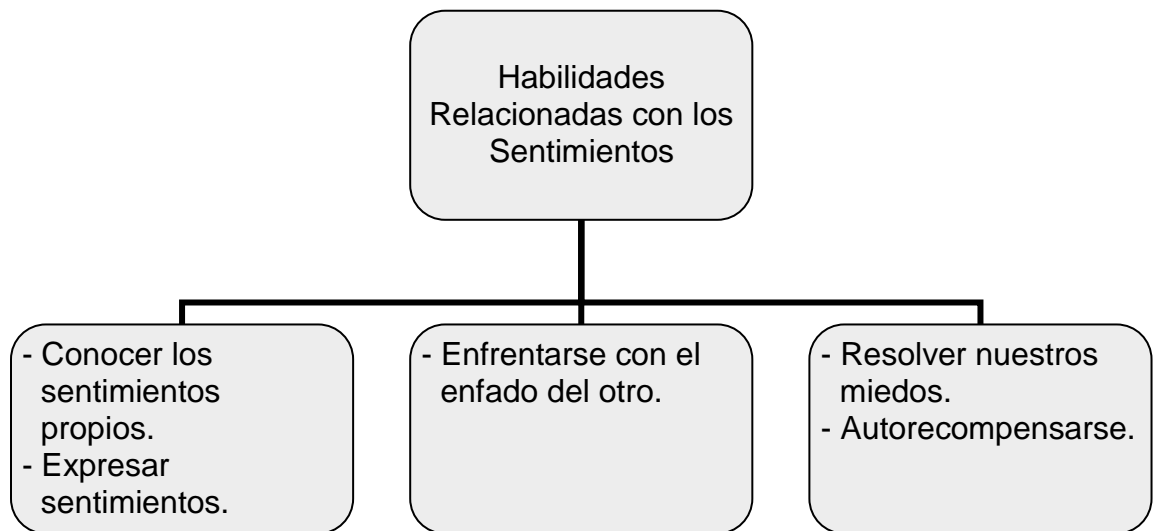 Habilidades
Relacionadas con los
Sentimientos
- Conocer los
sentimientos
propios.
- Expresar
sentimientos.
- Enfrentarse con el
enfado del otro.
- Resolver nuestros
miedos.
- Autorecompensarse.